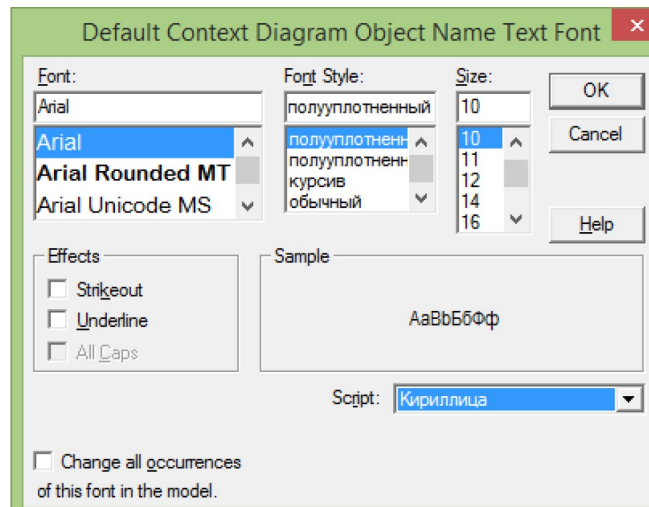 Default Context Diagram Object Name Text Font
Font:
Font Style:
Size:
Arial
полууплотненный
10
OK
Cancel
Help
Arial
Arial Rounded MT
Arial Unicode MS
полууплотненн
полууплотненн
курсив
обычный
10
11
12
14
16
Effects
Strikeout
Underline
All Caps
Sample
AaBbБбФф
Script:
Кириллица
Change all occurrences
of this font in the model.